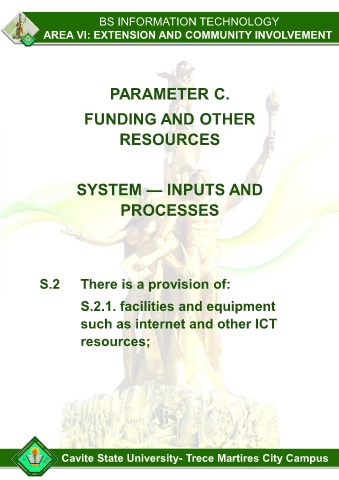 BS INFORMATION TECHNOLOGY
AREA VI: EXTENSION AND COMMUNITY INVOLVEMENT
PARAMETER C.
FUNDING AND OTHER
RESOURCES
SYSTEM — INPUTS AND
PROCESSES
S.2 There is a provision of:
S.2.1. facilities and equipment
such as internet and other ICT
resources;
Cavite State University- Trece Martires City Campus